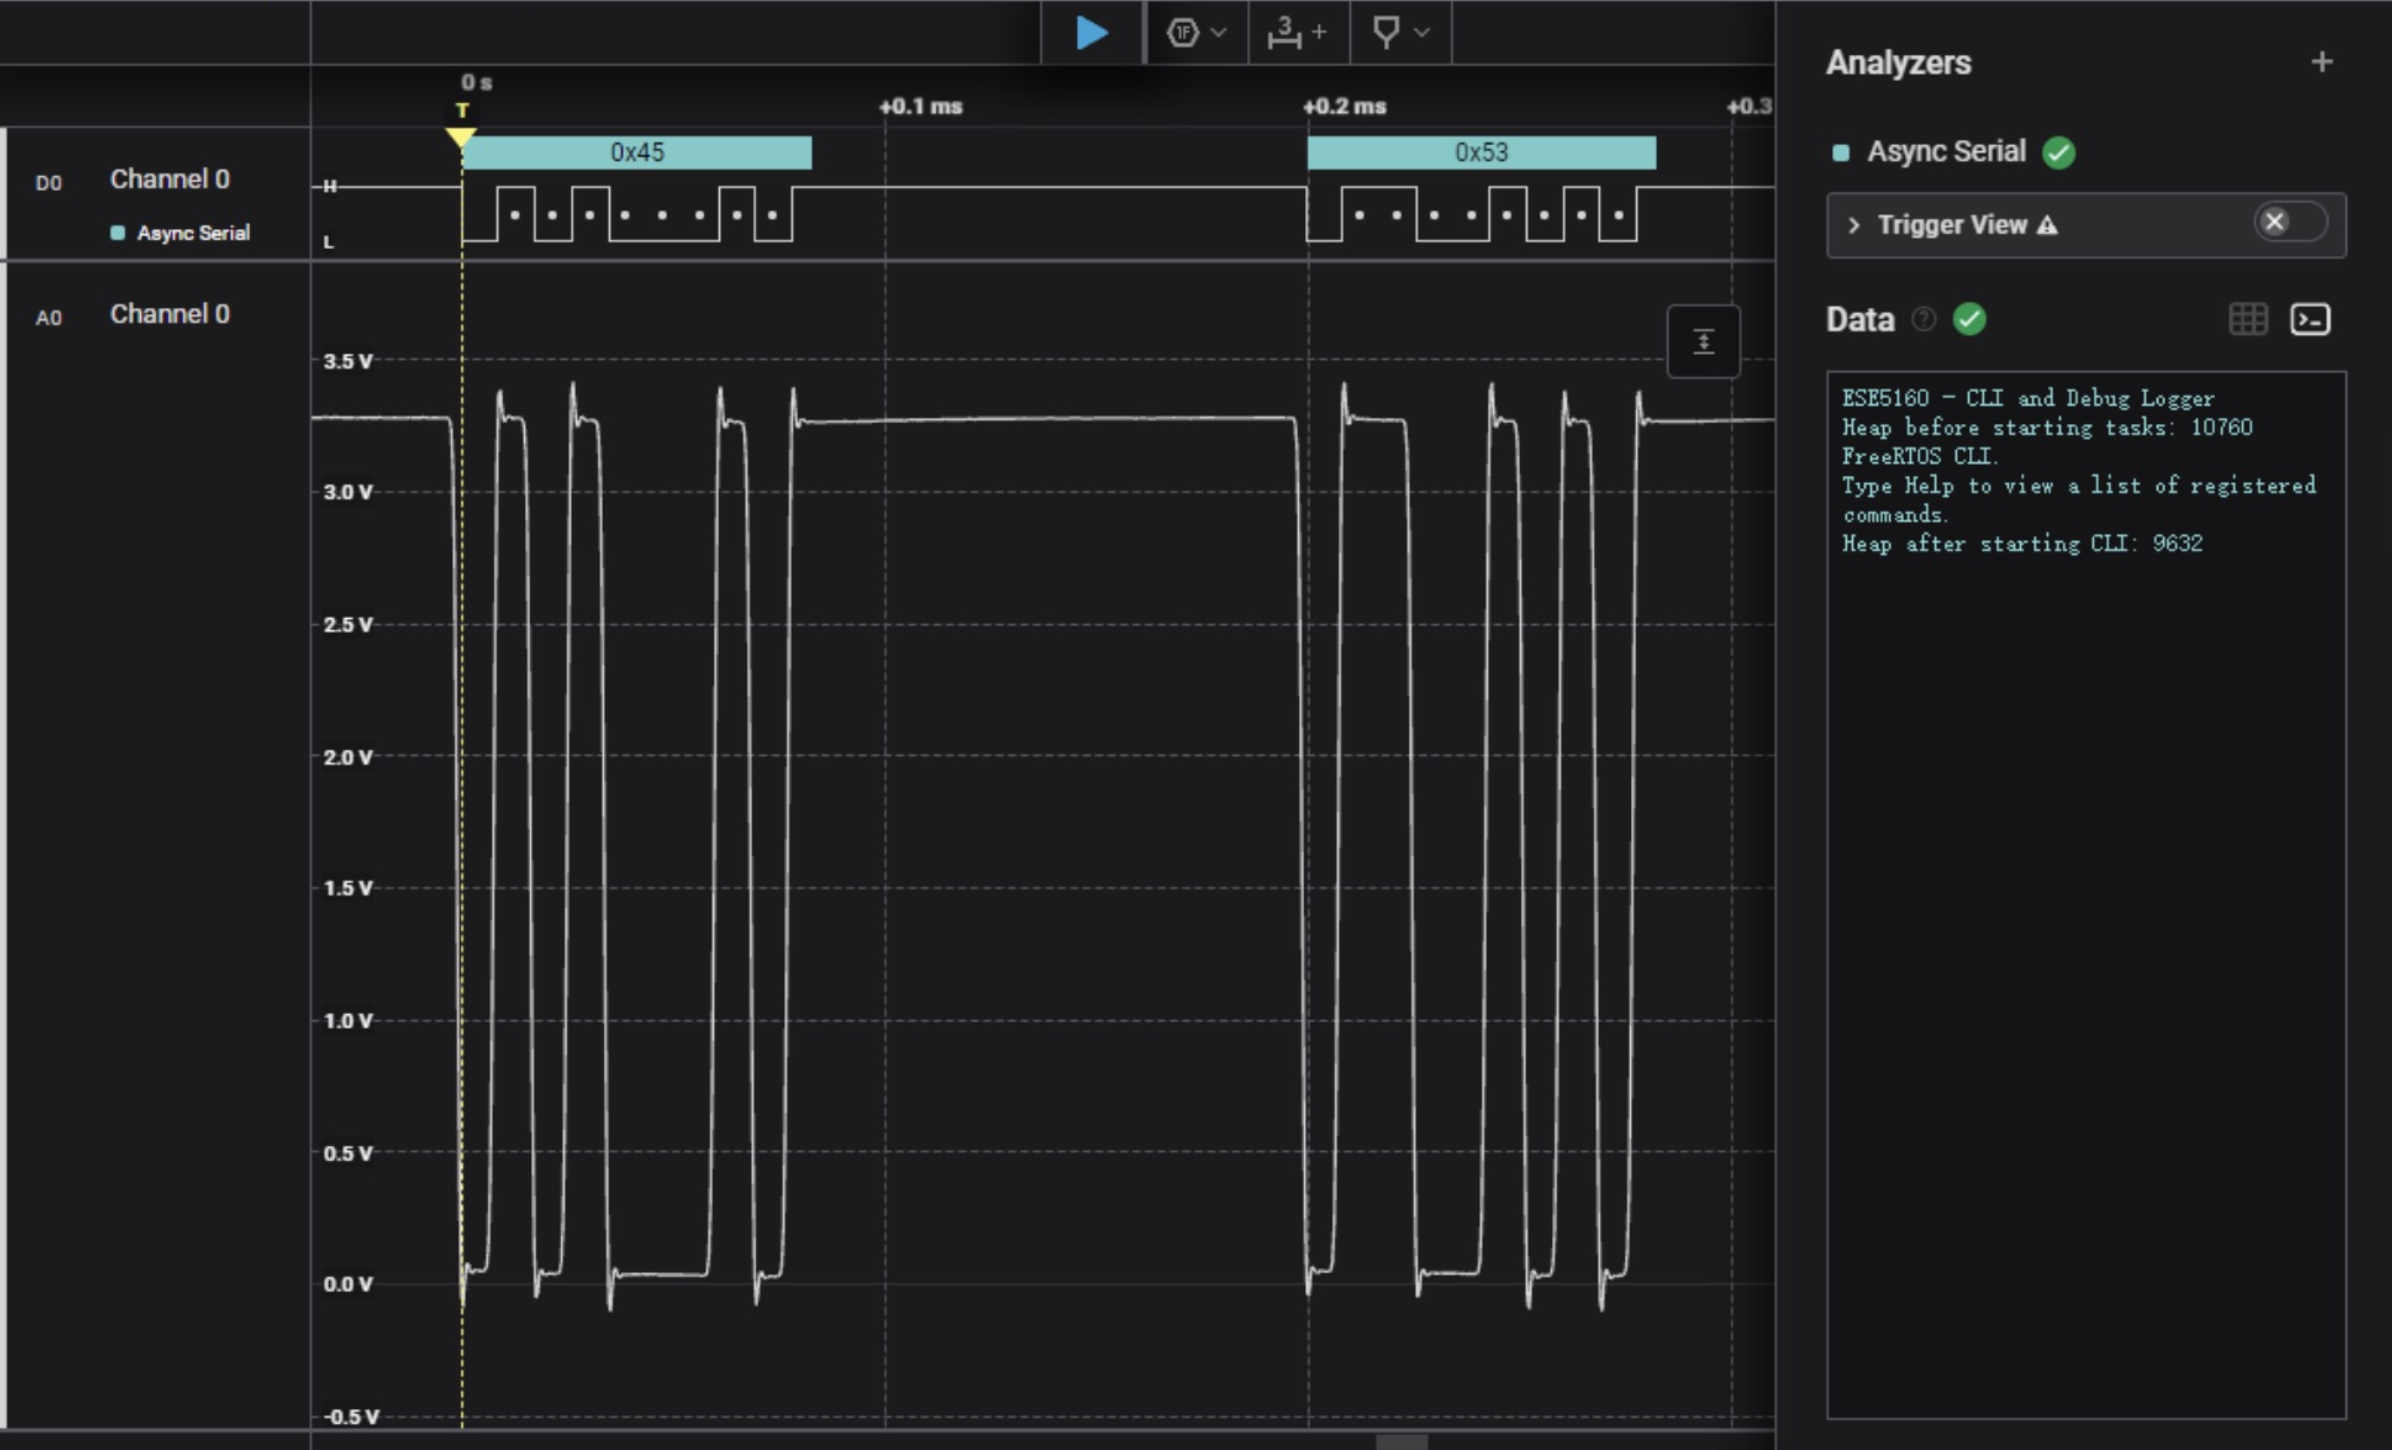 0 s
T
+0.1 ms
+0.2 ms
+0.3
3 +
Analyzers +
Async Serial
Trigger View
Data ?
D0 Channel 0
Async Serial
H
L
0x45
0x53
A0 Channel 0
3.5 V
3.0 V
2.5 V
2.0 V
1.5 V
1.0 V
0.5 V
0.0 V
-0.5 V
ESE5160 - CLI and Debug Logger
Heap before starting tasks: 10760
FreeRTOS CLI.
Type Help to view a list of registered
commands.
Heap after starting CLI: 9632